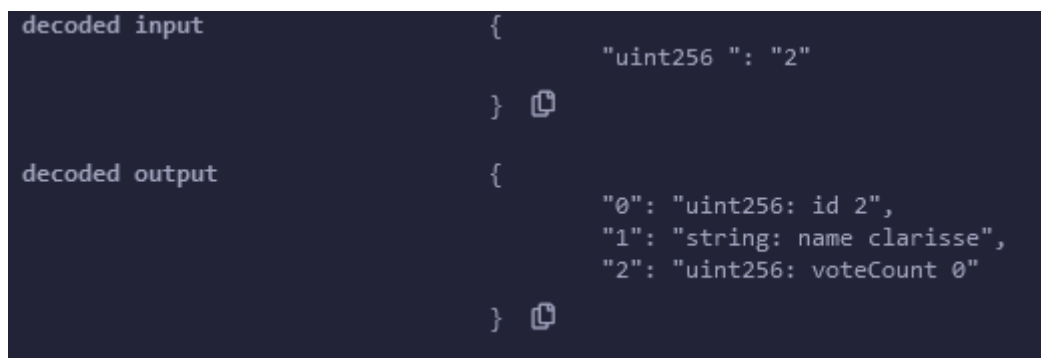 decoded input {
"uint256 ": "2"
}
decoded output {
"0": "uint256: id 2",
"1": "string: name clarisse",
"2": "uint256: voteCount 0"
}